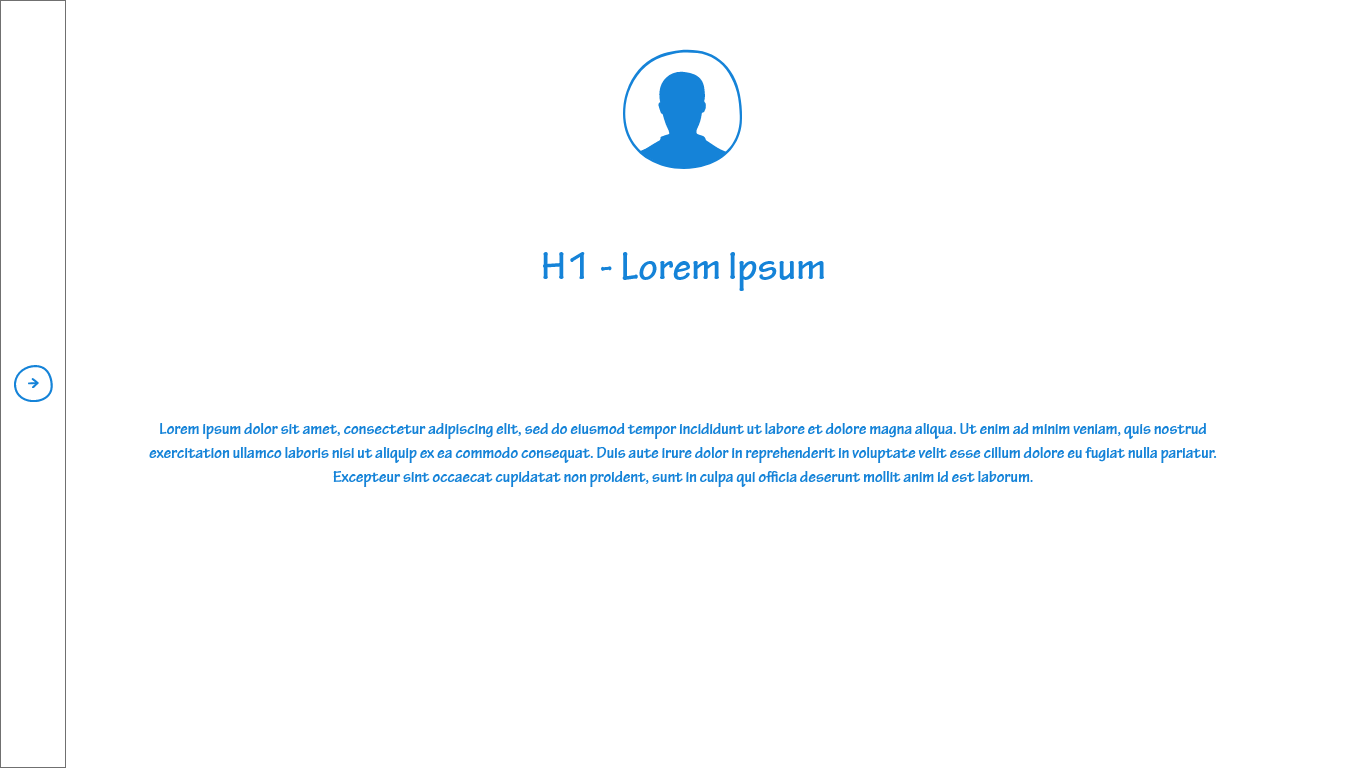 H1 - Lorem Ipsum
Lorem ipsum dolor sit amet, consectetur adipiscing elit, sed do eiusmod tempor incididunt ut labore et dolore magna aliqua. Ut enim ad minim veniam, quis nostrud
exercitation ullamco laboris nisi ut aliquip ex ea commodo consequat. Duis aute irure dolor in reprehenderit in voluptate velit esse cillum dolore eu fugiat nulla pariatur.
Excepteur sint occaecat cupidatat non proident, sunt in culpa qui officia deserunt mollit anim id est laborum.